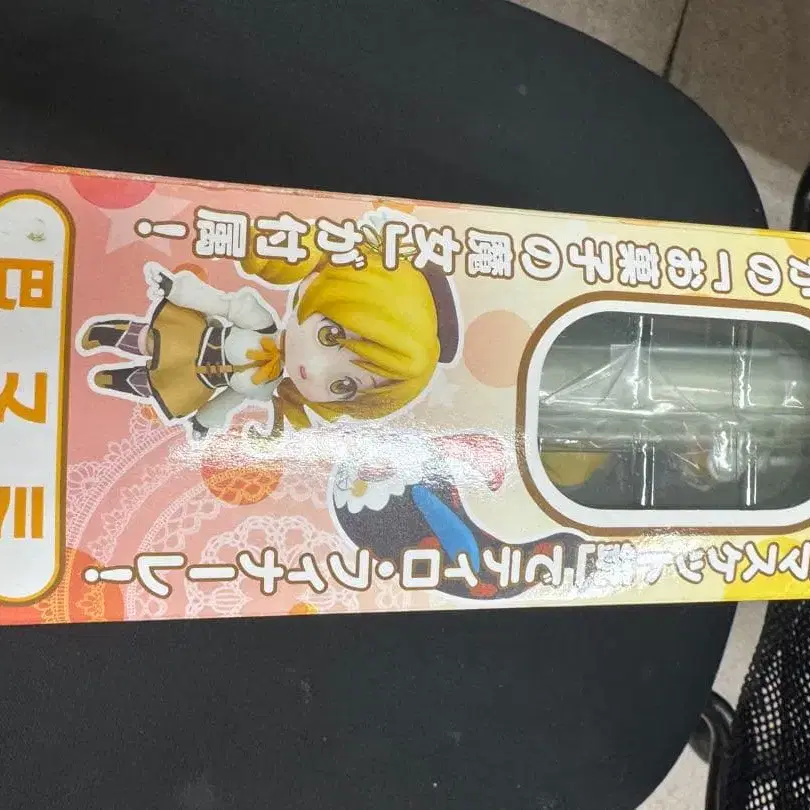 マスケット銃」でティロ・フィナーレ!
かの「お菓子の魔女」が付属!
巴マミ